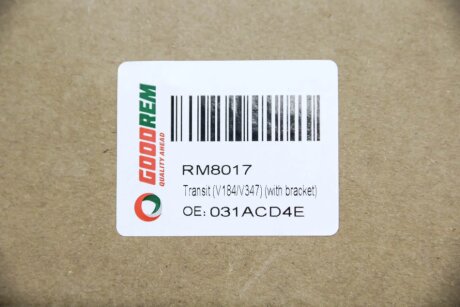 GOODREM
QUALITY AHEAD
RM8017
Transit (V184/V347) (with bracket)
OE: 031ACD4E